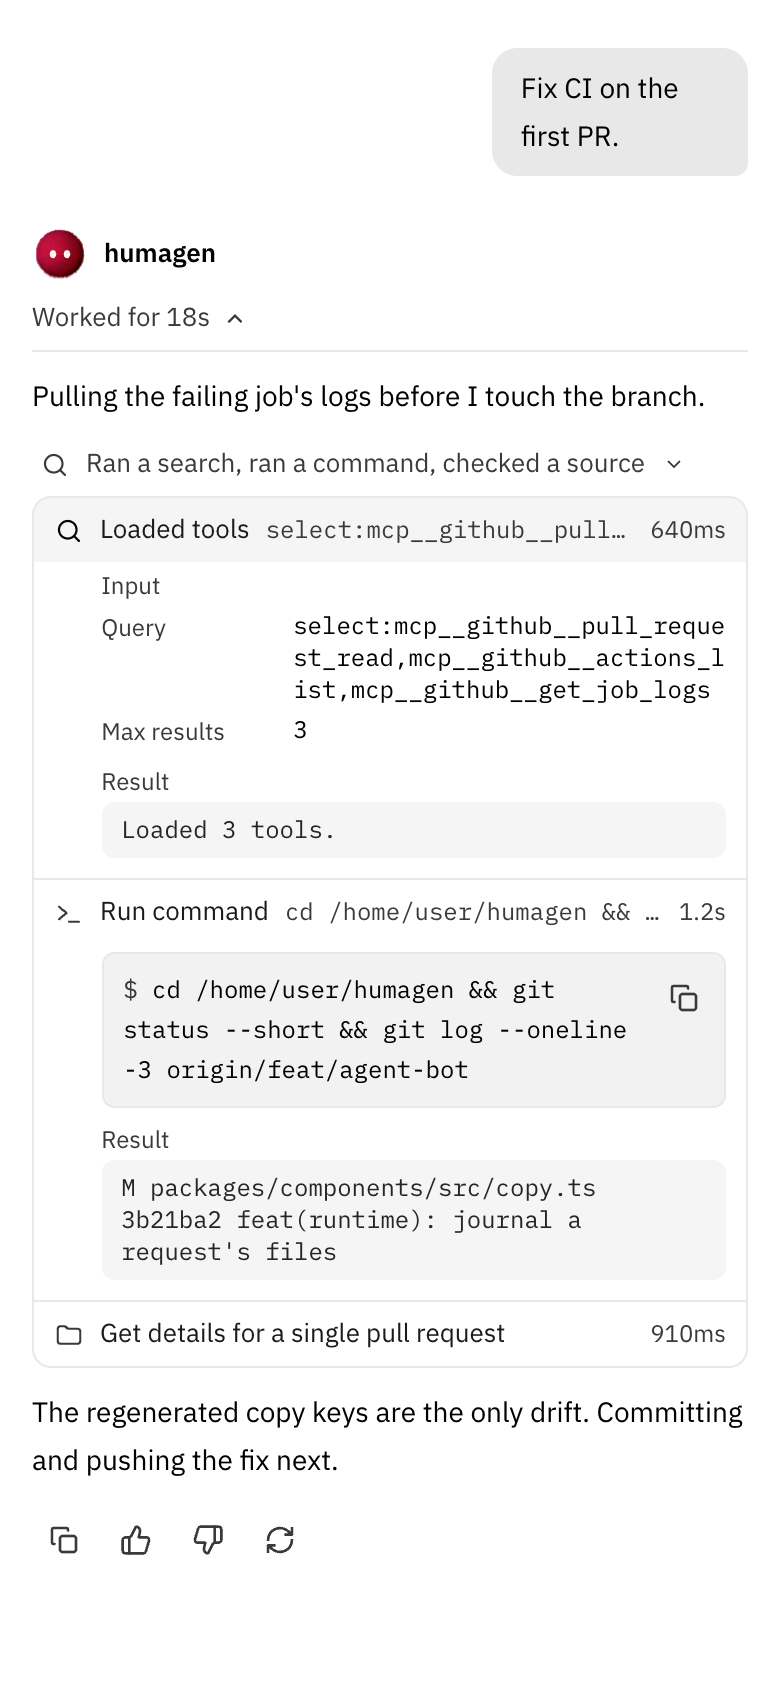 Fix CI on the
first PR.
humagen
Worked for 18s
Pulling the failing job's logs before I touch the branch.
Ran a search, ran a command, checked a source
Loaded tools select:mcp__github__pull… 640ms
Input
Query select:mcp__github__pull_reque
st_read,mcp__github__actions_l
ist,mcp__github__get_job_logs
Max results 3
Result
Loaded 3 tools.
>_ Run command cd /home/user/humagen && … 1.2s
$ cd /home/user/humagen && git
status --short && git log --oneline
-3 origin/feat/agent-bot
Result
M packages/components/src/copy.ts
3b21ba2 feat(runtime): journal a
request's files
Get details for a single pull request 910ms
The regenerated copy keys are the only drift. Committing
and pushing the fix next.